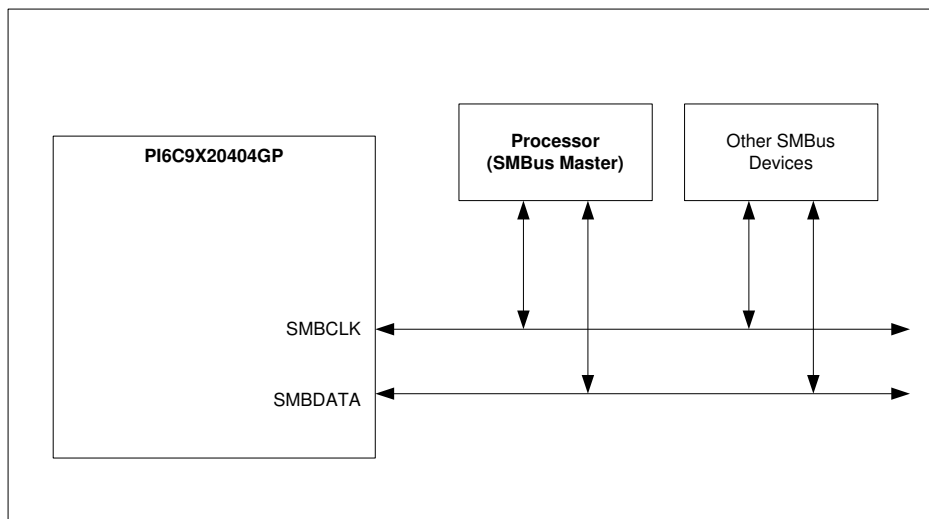 PI6C9X20404GP
Processor
(SMBus Master)
Other SMBus
Devices
SMBCLK
SMBDATA